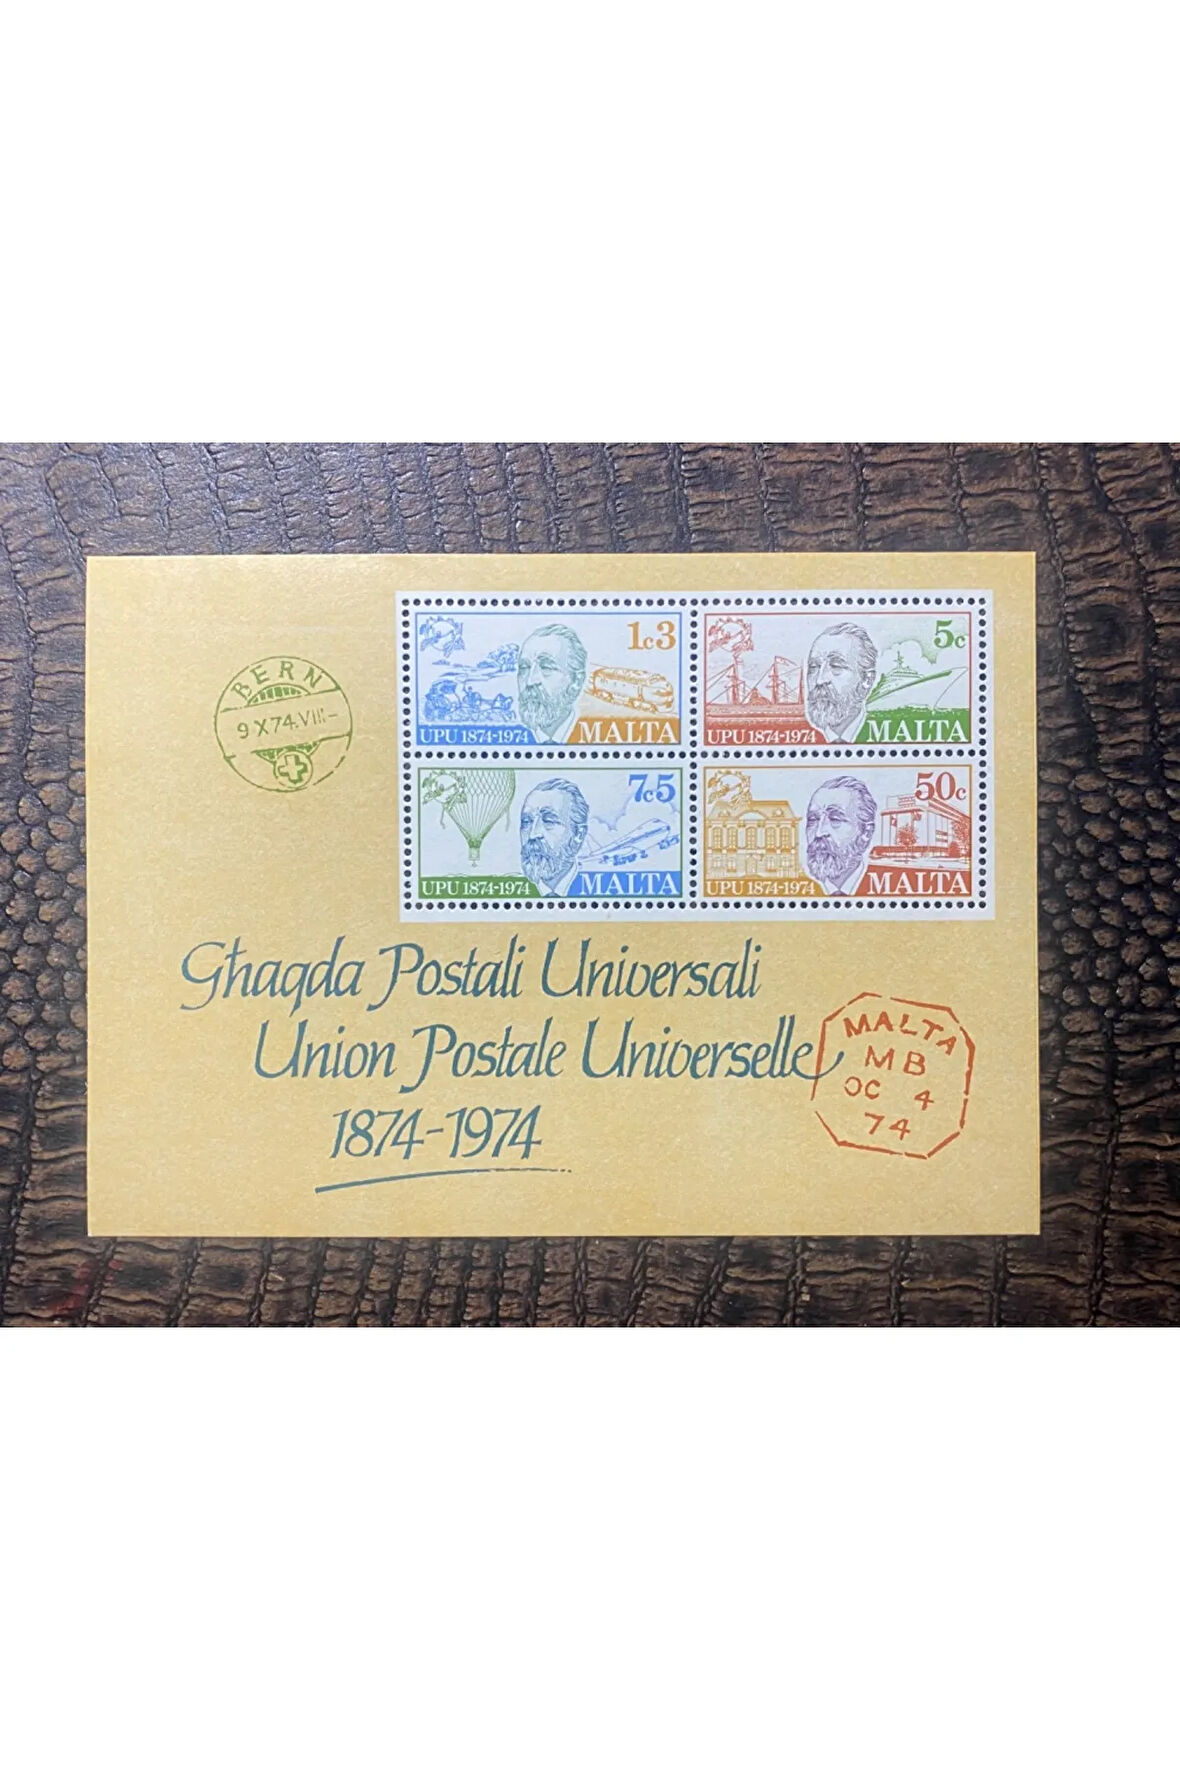 BERN
9 X 74.VIII-
1c3
UPU 1874-1974 MALTA
5c
UPU 1874-1974 MALTA
7c5
UPU 1874-1974 MALTA
50c
UPU 1874-1974 MALTA
Għaqda Postali Universali
Union Postale Universelle
1874-1974
MALTA
MB
OC 4
74